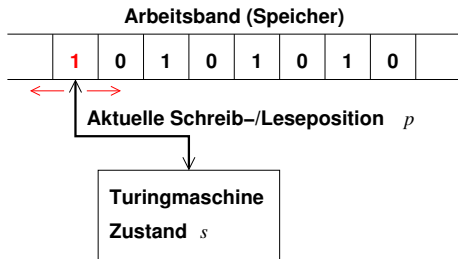 Arbeitsband (Speicher)
1 0 1 0 1 0 1 0
Aktuelle Schreib–/Leseposition p
Turingmaschine
Zustand s